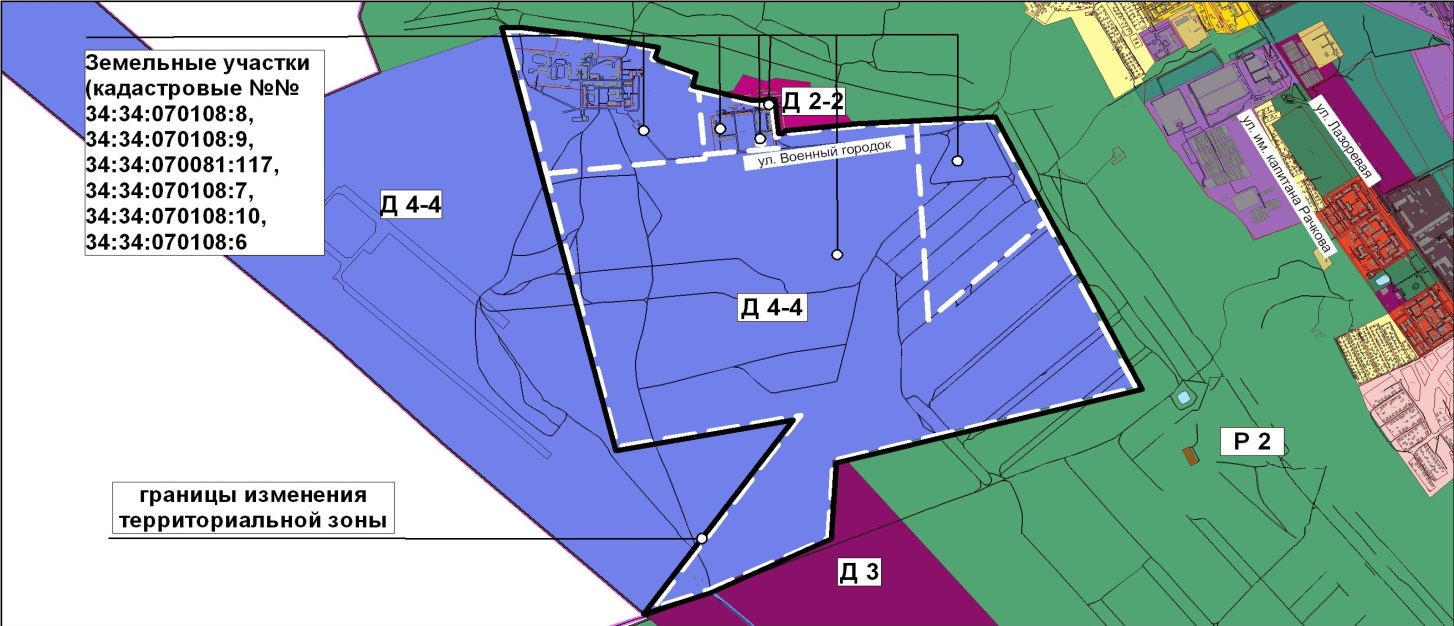 Земельные участки
(кадастровые №№
34:34:070108:8,
34:34:070108:9,
34:34:070081:117,
34:34:070108:7,
34:34:070108:10,
34:34:070108:6
Д 2-2
ул. Военный городок
ул. Лазоревая
ул. им. капитана Рачкова
Д 4-4
Д 4-4
Р 2
границы изменения
территориальной зоны
Д 3